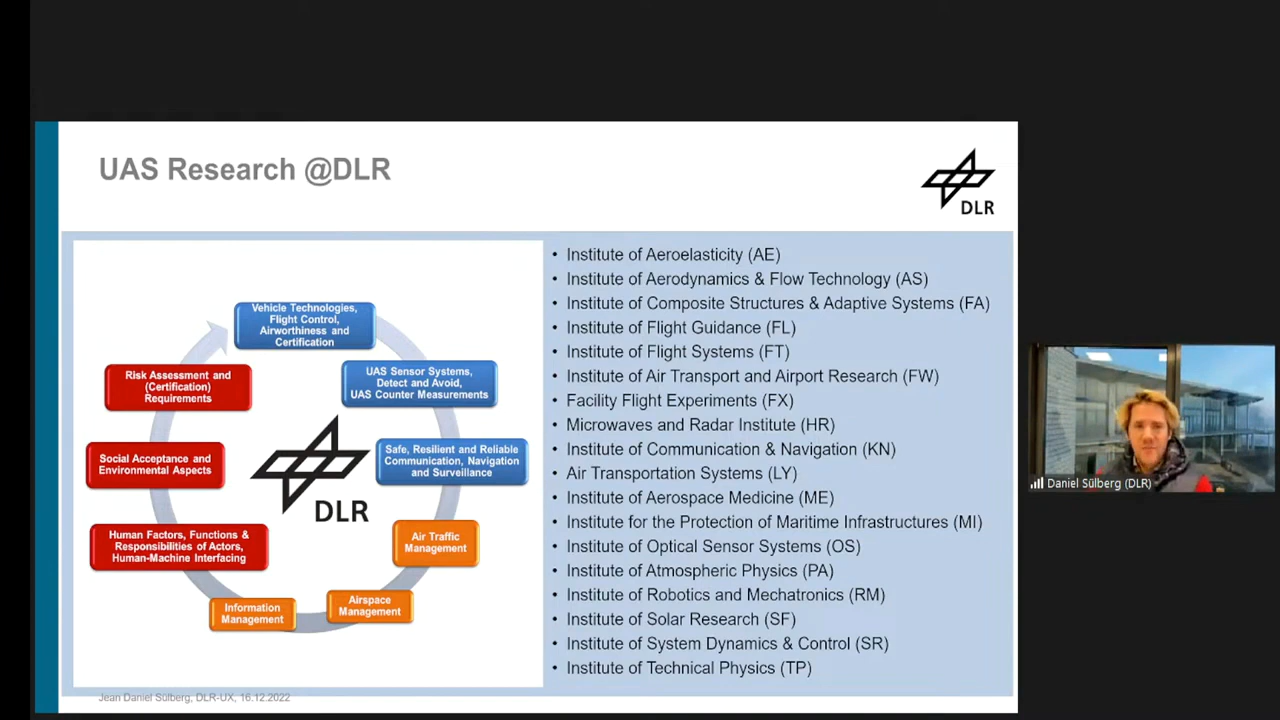 UAS Research @DLR
DLR
Vehicle Technologies,
Flight Control,
Airworthiness and
Certification
UAS Sensor Systems,
Detect and Avoid,
UAS Counter Measurements
Safe, Resilient and Reliable
Communication, Navigation
and Surveillance
Air Traffic
Management
Airspace
Management
Information
Management
Human Factors, Functions &
Responsibilities of Actors,
Human-Machine Interfacing
Social Acceptance and
Environmental Aspects
Risk Assessment and
(Certification)
Requirements
DLR
• Institute of Aeroelasticity (AE)
• Institute of Aerodynamics & Flow Technology (AS)
• Institute of Composite Structures & Adaptive Systems (FA)
• Institute of Flight Guidance (FL)
• Institute of Flight Systems (FT)
• Institute of Air Transport and Airport Research (FW)
• Facility Flight Experiments (FX)
• Microwaves and Radar Institute (HR)
• Institute of Communication & Navigation (KN)
• Air Transportation Systems (LY)
• Institute of Aerospace Medicine (ME)
• Institute for the Protection of Maritime Infrastructures (MI)
• Institute of Optical Sensor Systems (OS)
• Institute of Atmospheric Physics (PA)
• Institute of Robotics and Mechatronics (RM)
• Institute of Solar Research (SF)
• Institute of System Dynamics & Control (SR)
• Institute of Technical Physics (TP)
Jean Daniel Sülberg, DLR-UX, 16.12.2022
Daniel Sülberg (DLR)